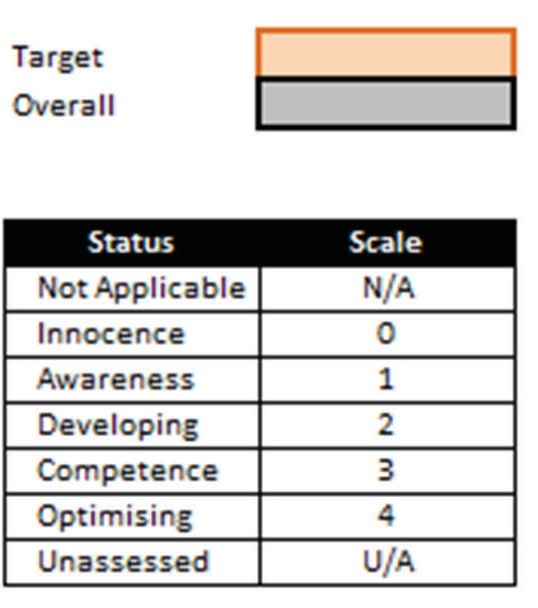 Target
Overall
Status Scale
Not Applicable N/A
Innocence 0
Awareness 1
Developing 2
Competence 3
Optimising 4
Unassessed U/A